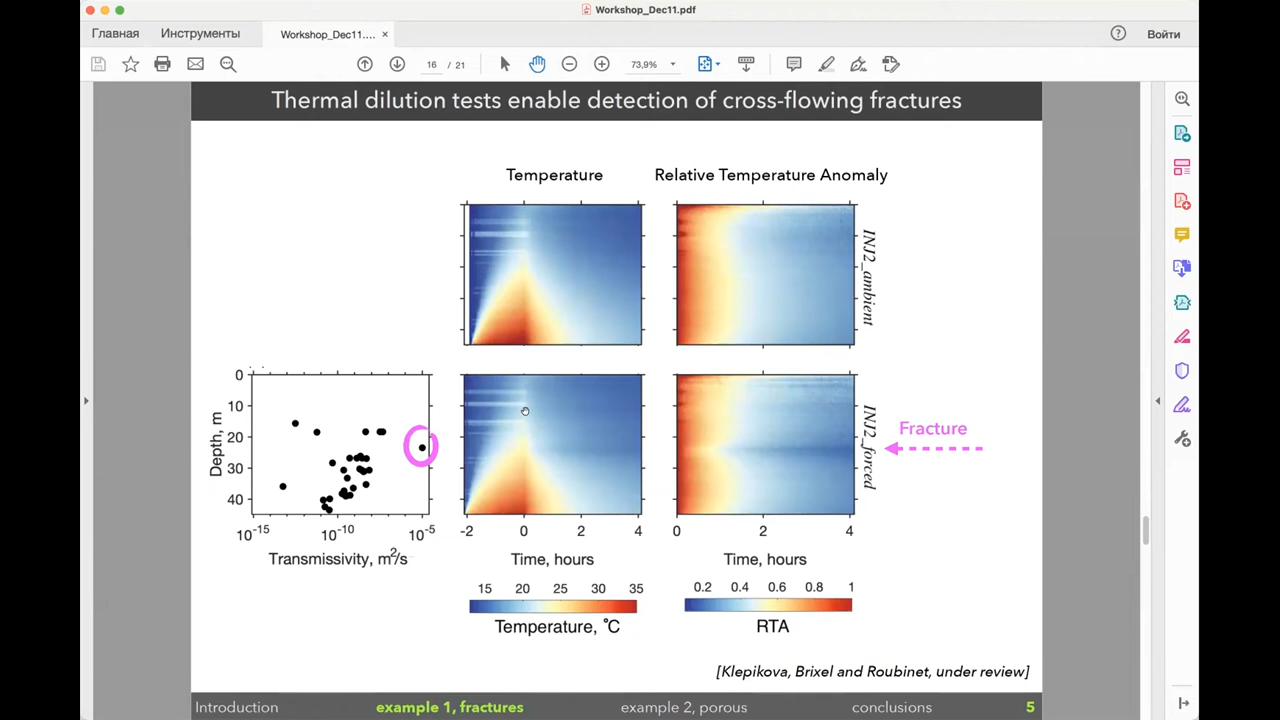 Workshop_Dec11.pdf
Главная Инструменты Workshop_Dec11.... × Войти
16 / 21 73,9%
Thermal dilution tests enable detection of cross-flowing fractures
Temperature Relative Temperature Anomaly
INJ2_ambient
0
10
20
30
40
Depth, m
10-15 10-10 10-5
Transmissivity, m2/s
-2 0 2 4
Time, hours
0 2 4
Time, hours
INJ2_forced
Fracture
15 20 25 30 35
Temperature, °C
0.2 0.4 0.6 0.8 1
RTA
[Klepikova, Brixel and Roubinet, under review]
Introduction example 1, fractures example 2, porous conclusions 5